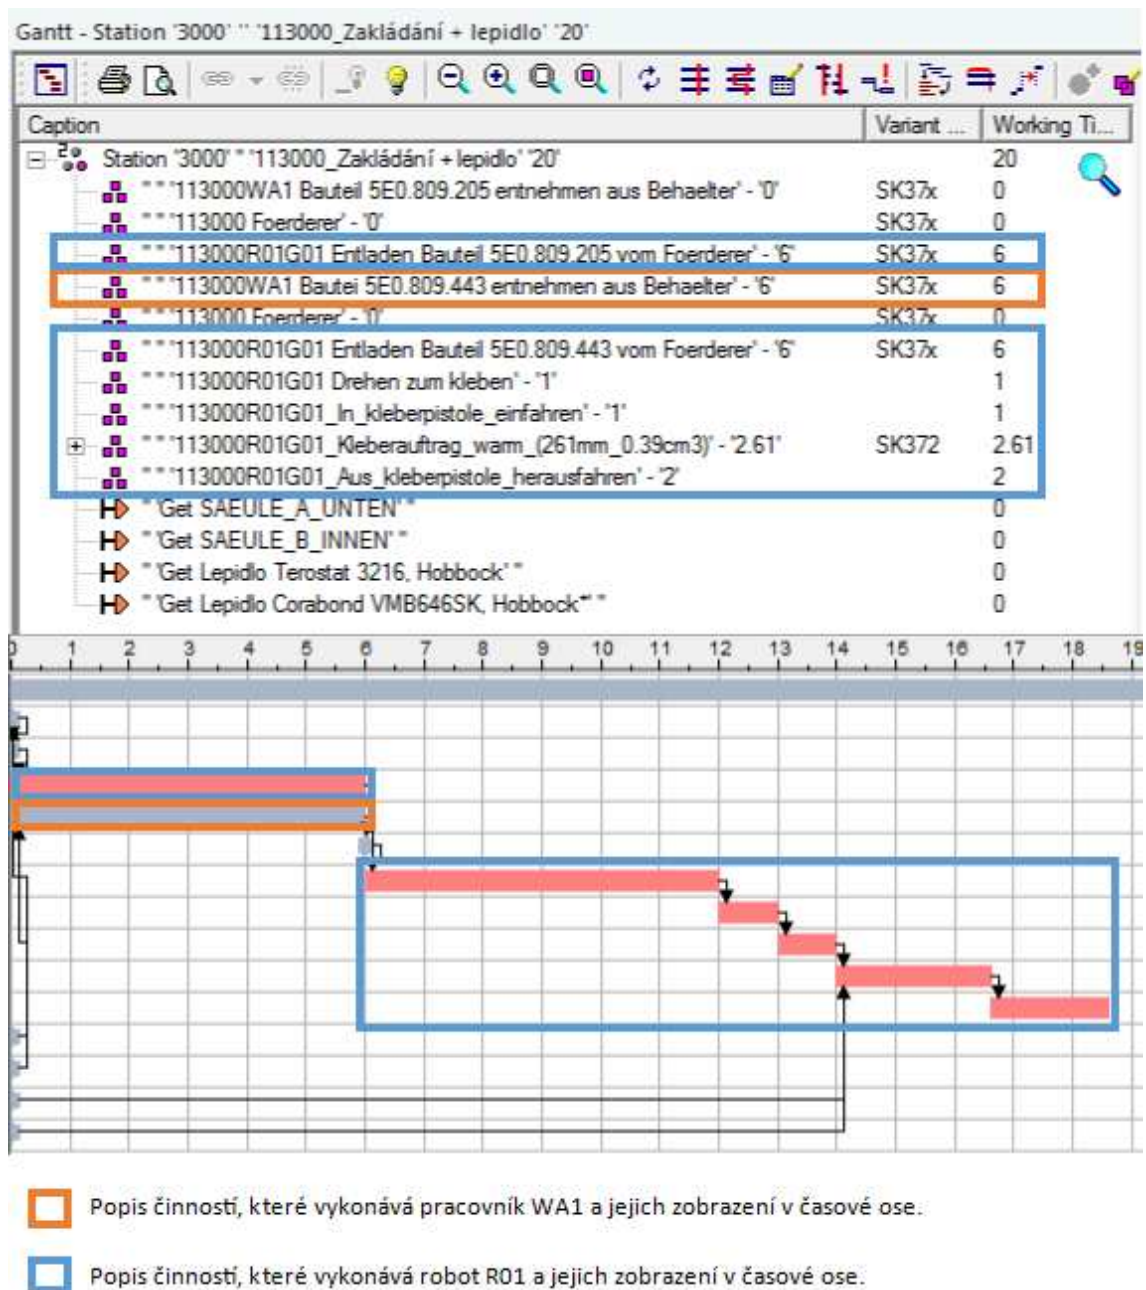 Gantt - Station '3000' '' '113000_Zakládání + lepidlo' '20'
Caption Variant ... Working Ti...
Station '3000' '' '113000_Zakládání + lepidlo' '20' 20
'' '' '113000WA1 Bauteil 5E0.809.205 entnehmen aus Behaelter' - '0' SK37x 0
'' '' '113000 Foerderer' - '0' SK37x 0
'' '' '113000R01G01 Entladen Bauteil 5E0.809.205 vom Foerderer' - '6' SK37x 6
'' '' '113000WA1 Bautei 5E0.809.443 entnehmen aus Behaelter' - '6' SK37x 6
'' '' '113000 Foerderer' - '0' SK37x 0
'' '' '113000R01G01 Entladen Bauteil 5E0.809.443 vom Foerderer' - '6' SK37x 6
'' '' '113000R01G01 Drehen zum kleben' - '1' 1
'' '' '113000R01G01_In_kleberpistole_einfahren' - '1' 1
'' '' '113000R01G01_Kleberauftrag_warm_(261mm_0.39cm3)' - '2.61' SK372 2.61
'' '' '113000R01G01_Aus_kleberpistole_herausfahren' - '2' 2
'' 'Get SAEULE_A_UNTEN' '' 0
'' 'Get SAEULE_B_INNEN' '' 0
'' 'Get Lepidlo Terostat 3216, Hobbock' '' 0
'' 'Get Lepidlo Corabond VMB646SK, Hobbock*' '' 0
0 1 2 3 4 5 6 7 8 9 10 11 12 13 14 15 16 17 18 19
Popis činností, které vykonává pracovník WA1 a jejich zobrazení v časové ose.
Popis činností, které vykonává robot R01 a jejich zobrazení v časové ose.